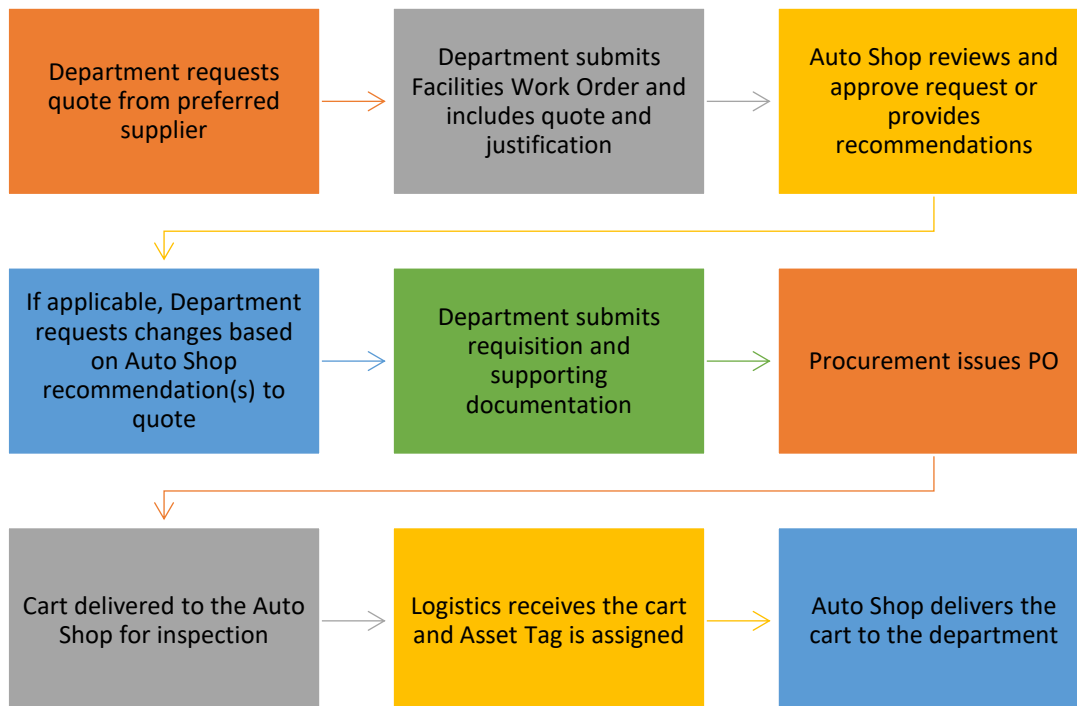 Department requests
quote from preferred
supplier
Department submits
Facilities Work Order and
includes quote and
justification
Auto Shop reviews and
approve request or
provides
recommendations
If applicable, Department
requests changes based
on Auto Shop
recommendation(s) to
quote
Department submits
requisition and
supporting
documentation
Procurement issues PO
Cart delivered to the Auto
Shop for inspection
Logistics receives the cart
and Asset Tag is assigned
Auto Shop delivers the
cart to the department